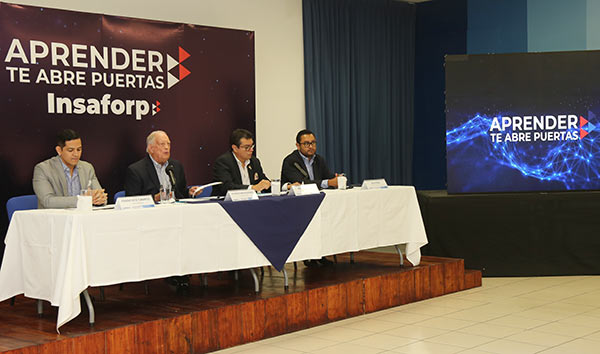 APRENDER
TE ABRE PUERTAS
Insaforp
APRENDER
TE ABRE PUERTAS